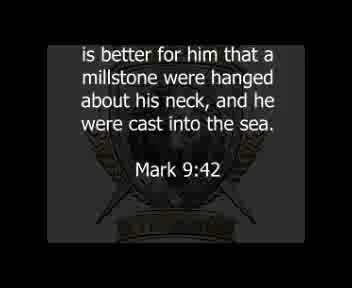 is better for him that a
millstone were hanged
about his neck, and he
were cast into the sea.
Mark 9:42